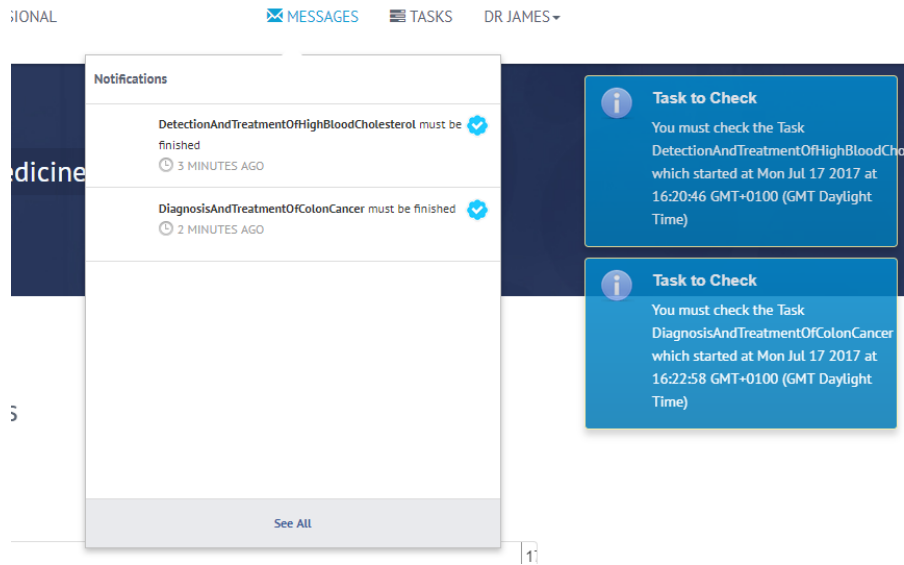 SIONAL
MESSAGES
TASKS
DR JAMES
Notifications
DetectionAndTreatmentOfHighBloodCholesterol must be
finished
3 MINUTES AGO
DiagnosisAndTreatmentOfColonCancer must be finished
2 MINUTES AGO
See All
edicine
s
Task to Check
You must check the Task
DetectionAndTreatmentOfHighBloodCho
which started at Mon Jul 17 2017 at
16:20:46 GMT+0100 (GMT Daylight
Time)
Task to Check
You must check the Task
DiagnosisAndTreatmentOfColonCancer
which started at Mon Jul 17 2017 at
16:22:58 GMT+0100 (GMT Daylight
Time)